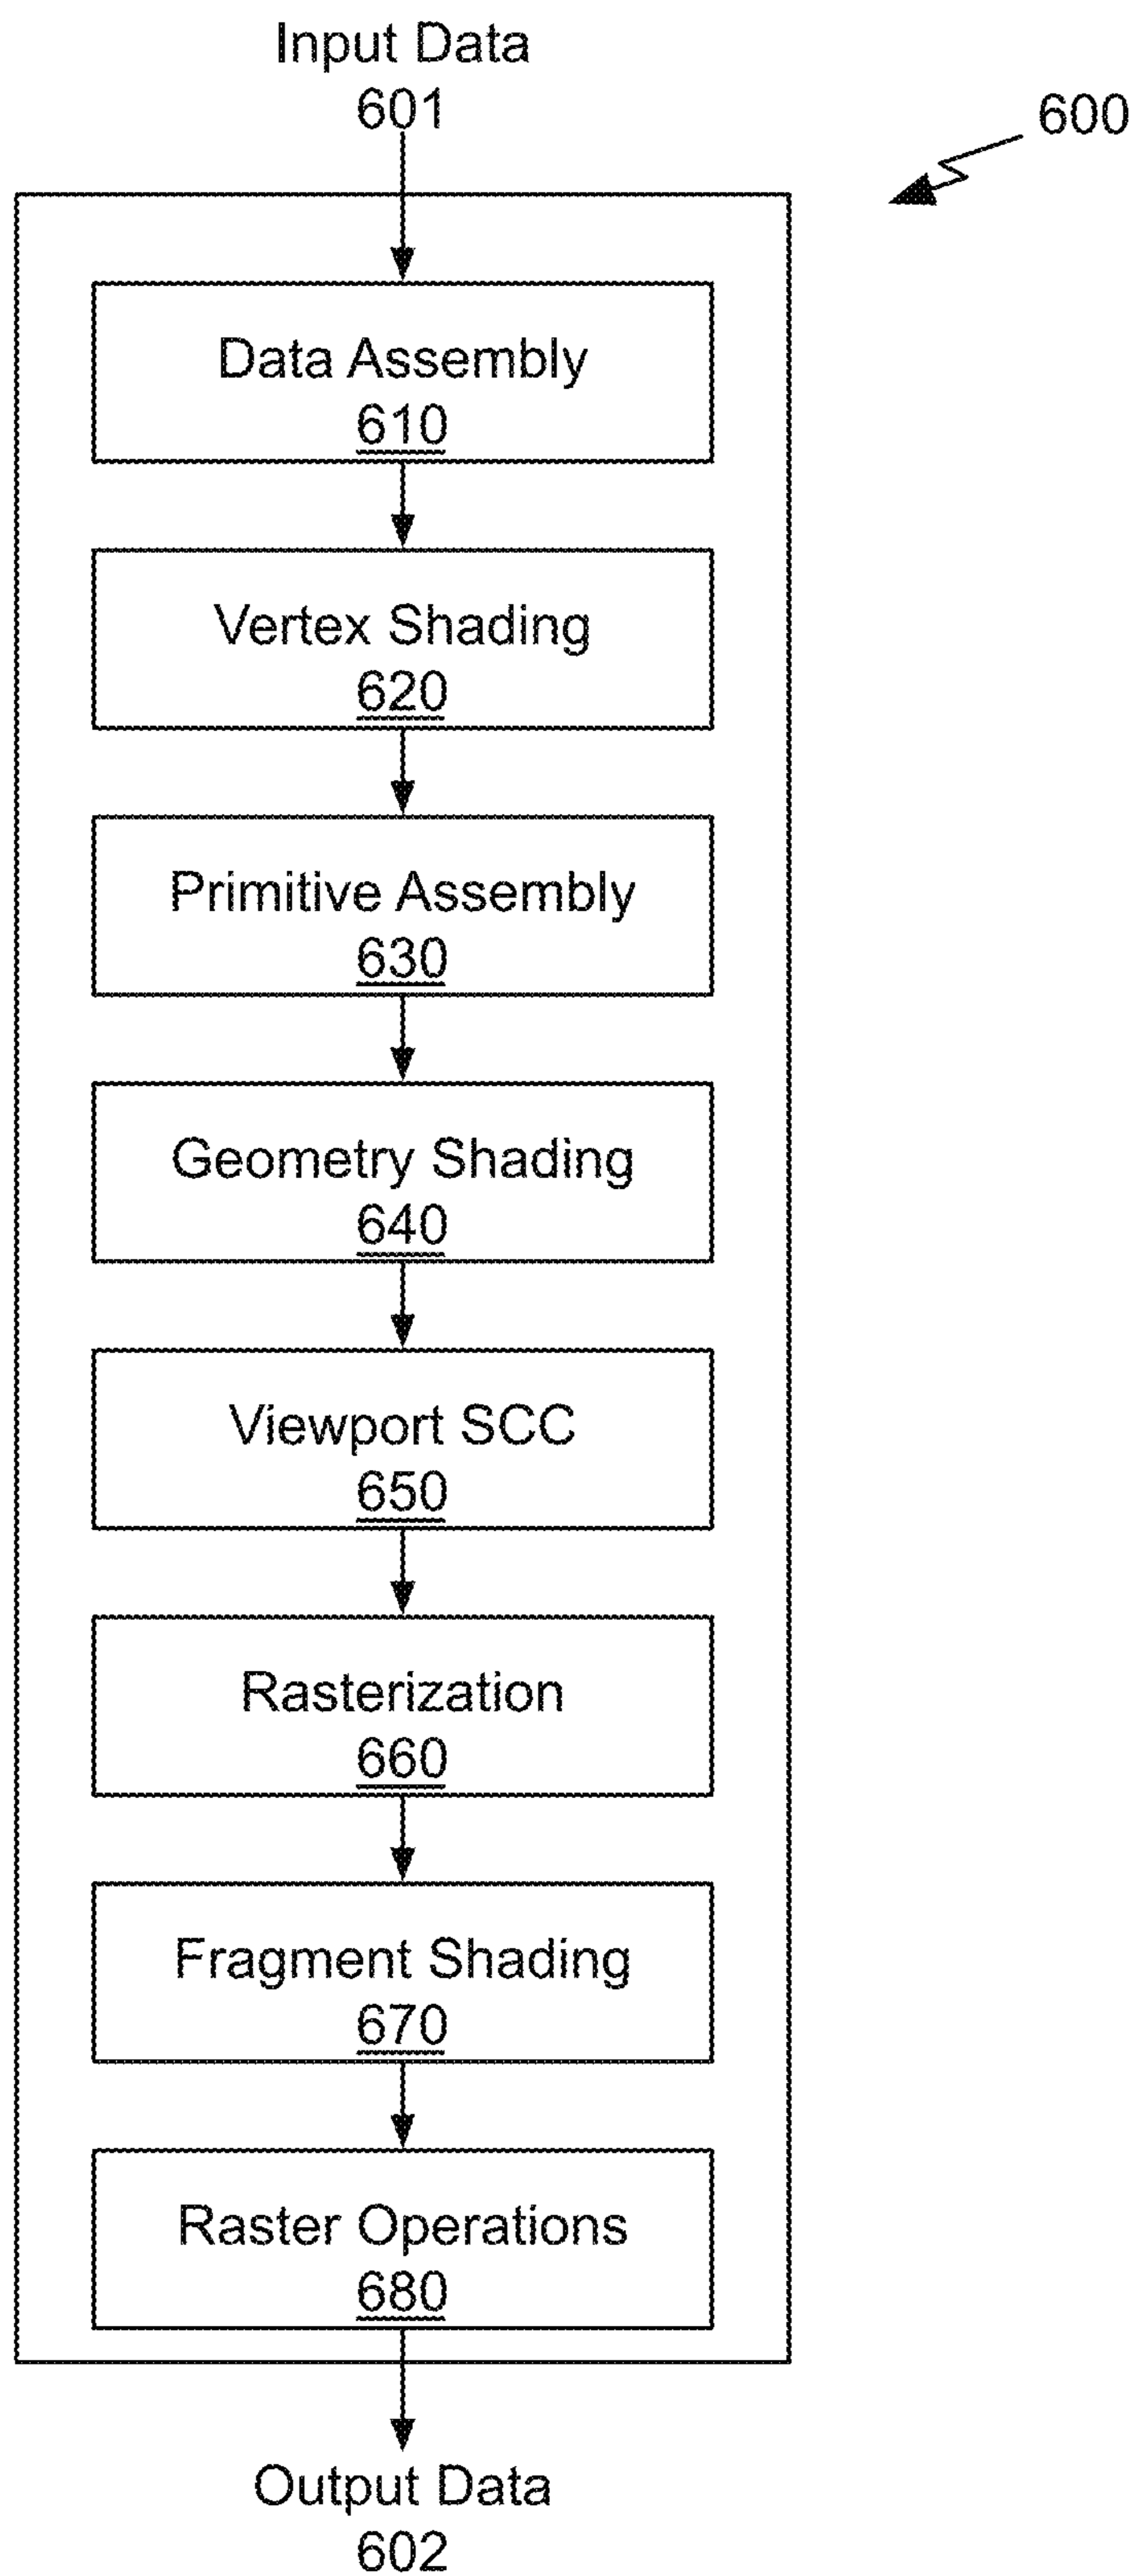 Input Data
601
600
Data Assembly
610
Vertex Shading
620
Primitive Assembly
630
Geometry Shading
640
Viewport SCC
650
Rasterization
660
Fragment Shading
670
Raster Operations
680
Output Data
602